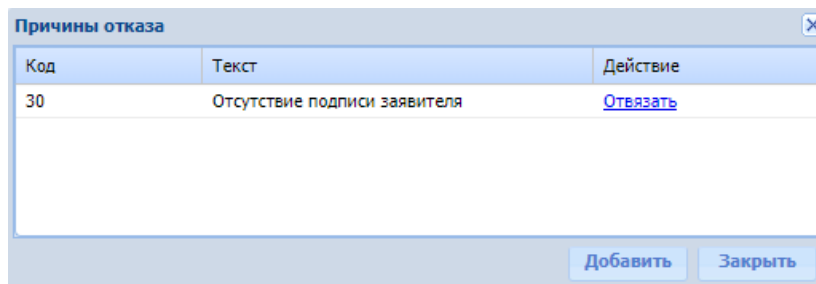 Причины отказа
Код Текст Действие
30 Отсутствие подписи заявителя Отвязать
Добавить Закрыть